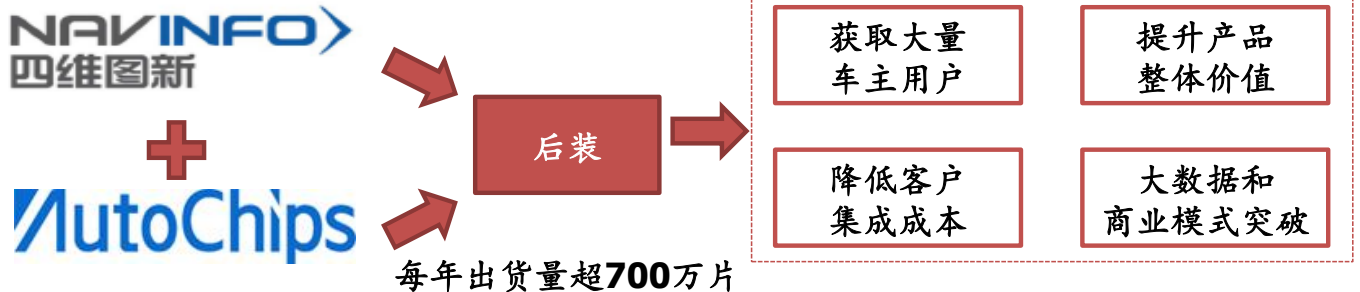 NAVINFO
四维图新
AutoChips
后装
每年出货量超700万片
获取大量
车主用户
提升产品
整体价值
降低客户
集成成本
大数据和
商业模式突破